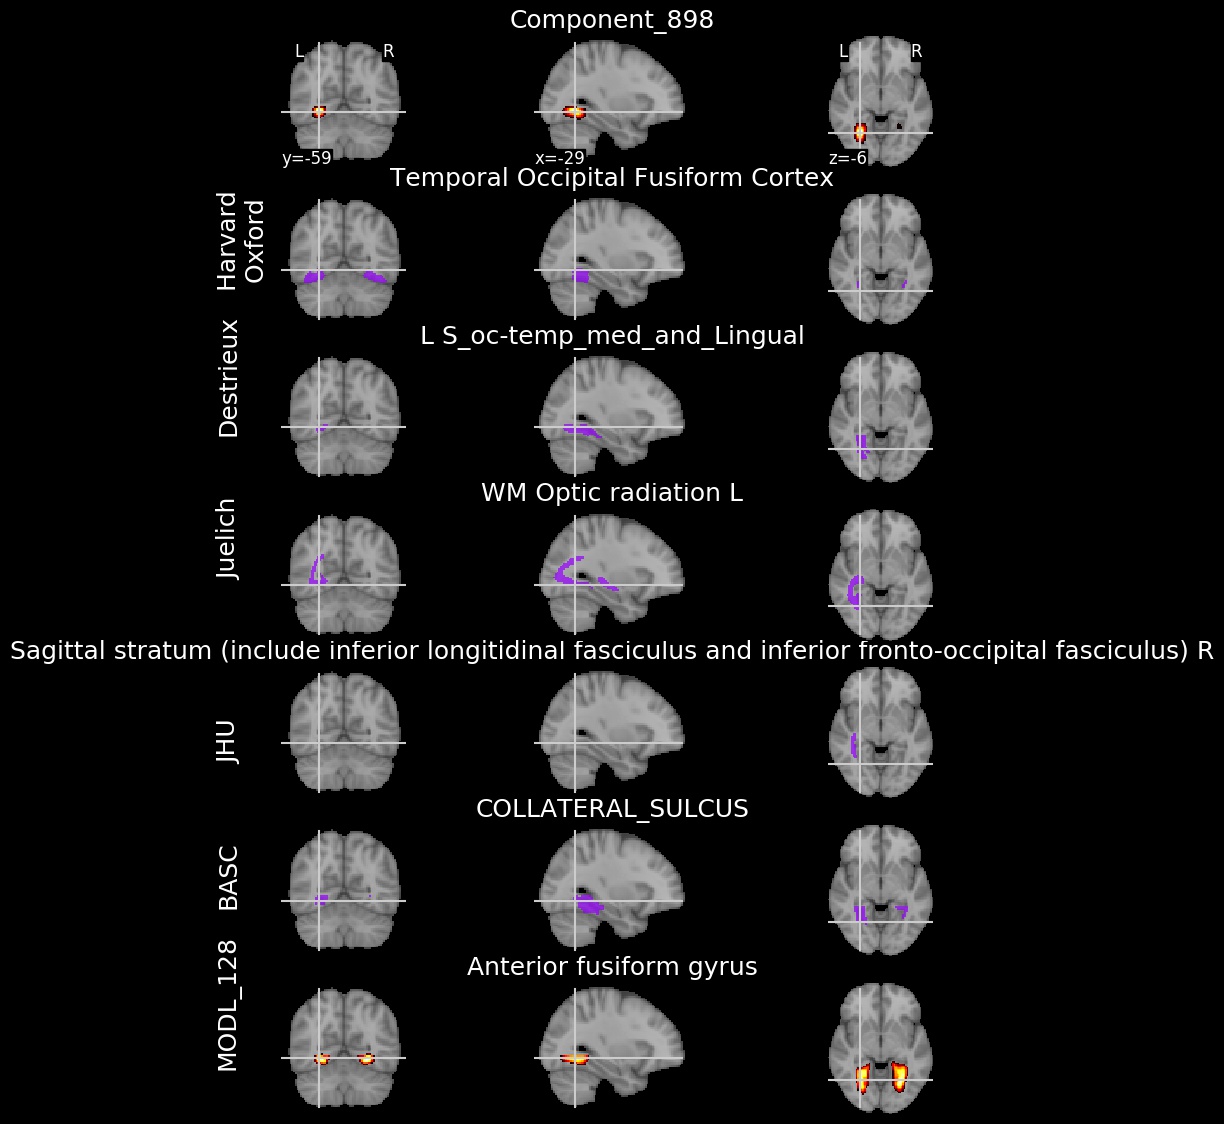 Component_898
L R
L R
y=-59
x=-29
z=-6
Temporal Occipital Fusiform Cortex
Harvard
Oxford
L S_oc-temp_med_and_Lingual
Destrieux
WM Optic radiation L
Juelich
Sagittal stratum (include inferior longitidinal fasciculus and inferior fronto-occipital fasciculus) R
JHU
COLLATERAL_SULCUS
BASC
Anterior fusiform gyrus
MODL_128